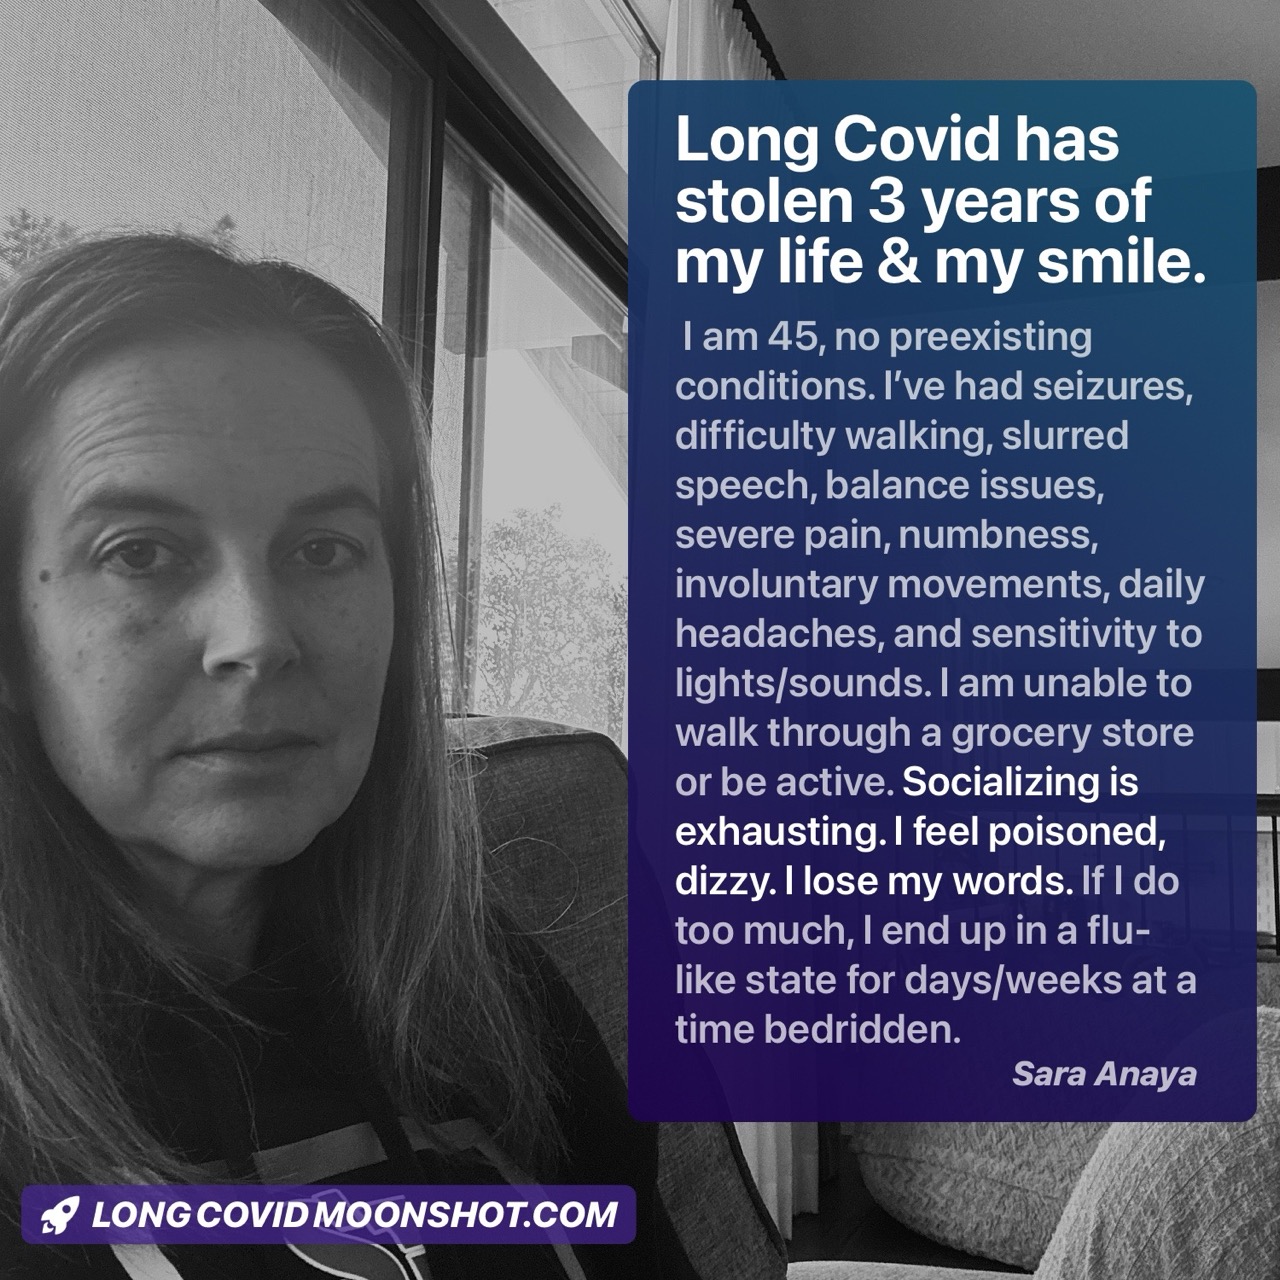 Long Covid has
stolen 3 years of
my life & my smile.
I am 45, no preexisting
conditions. I’ve had seizures,
difficulty walking, slurred
speech, balance issues,
severe pain, numbness,
involuntary movements, daily
headaches, and sensitivity to
lights/sounds. I am unable to
walk through a grocery store
or be active. Socializing is
exhausting. I feel poisoned,
dizzy. I lose my words. If I do
too much, I end up in a flu-
like state for days/weeks at a
time bedridden.
Sara Anaya
LONG COVID MOONSHOT.COM